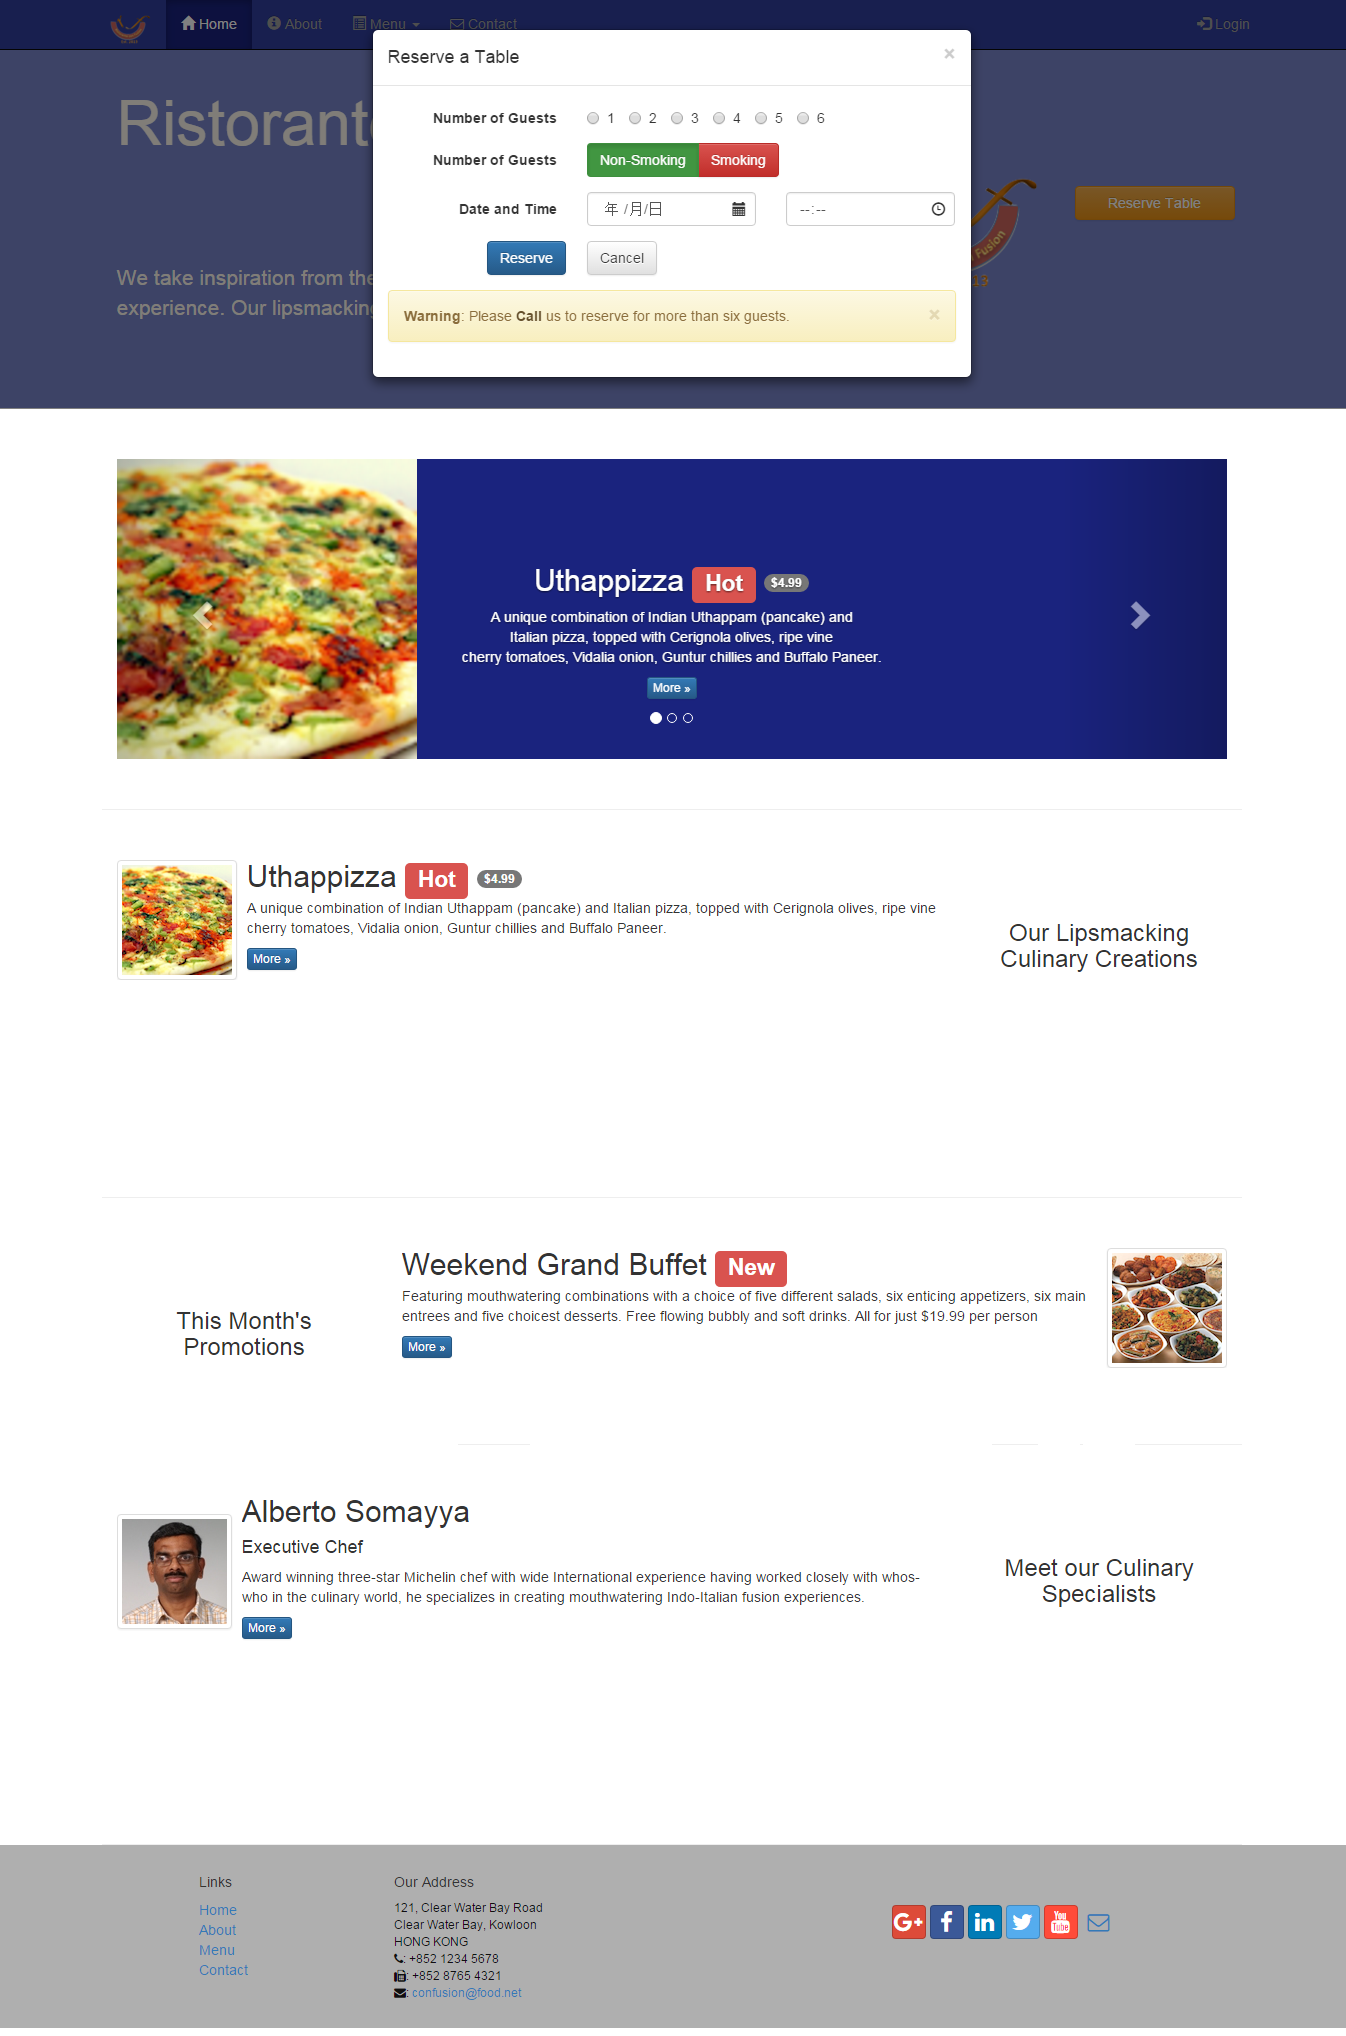 Home About Menu Contact Login
Reserve a Table ×
Ristorant
Number of Guests 1 2 3 4 5 6
Number of Guests Non-Smoking Smoking
Date and Time 年 /月/日 --:--
Reserve Table
Fusion
Reserve Cancel
We take inspiration from the
experience. Our lipsmacking
Warning: Please Call us to reserve for more than six guests. ×
Uthappizza Hot $4.99
A unique combination of Indian Uthappam (pancake) and
Italian pizza, topped with Cerignola olives, ripe vine
cherry tomatoes, Vidalia onion, Guntur chillies and Buffalo Paneer.
More »
Uthappizza Hot $4.99
A unique combination of Indian Uthappam (pancake) and Italian pizza, topped with Cerignola olives, ripe vine
cherry tomatoes, Vidalia onion, Guntur chillies and Buffalo Paneer.
More »
Our Lipsmacking
Culinary Creations
This Month's
Promotions
Weekend Grand Buffet New
Featuring mouthwatering combinations with a choice of five different salads, six enticing appetizers, six main
entrees and five choicest desserts. Free flowing bubbly and soft drinks. All for just $19.99 per person
More »
Alberto Somayya
Executive Chef
Award winning three-star Michelin chef with wide International experience having worked closely with whos-
who in the culinary world, he specializes in creating mouthwatering Indo-Italian fusion experiences.
More »
Meet our Culinary
Specialists
Links
Home
About
Menu
Contact
Our Address
121, Clear Water Bay Road
Clear Water Bay, Kowloon
HONG KONG
: +852 1234 5678
: +852 8765 4321
: confusion@food.net
G+ f in You Tube